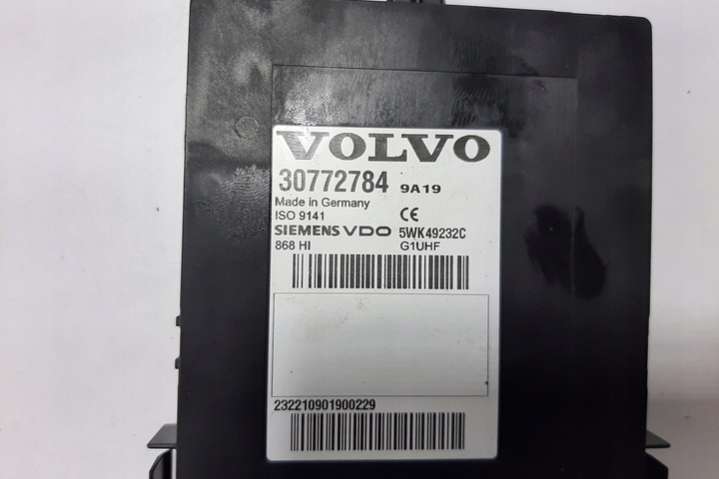 VOLVO
30772784 9A19
Made in Germany
ISO 9141 CE
SIEMENS VDO 5WK49232C
868 HI G1UHF
232210901900229